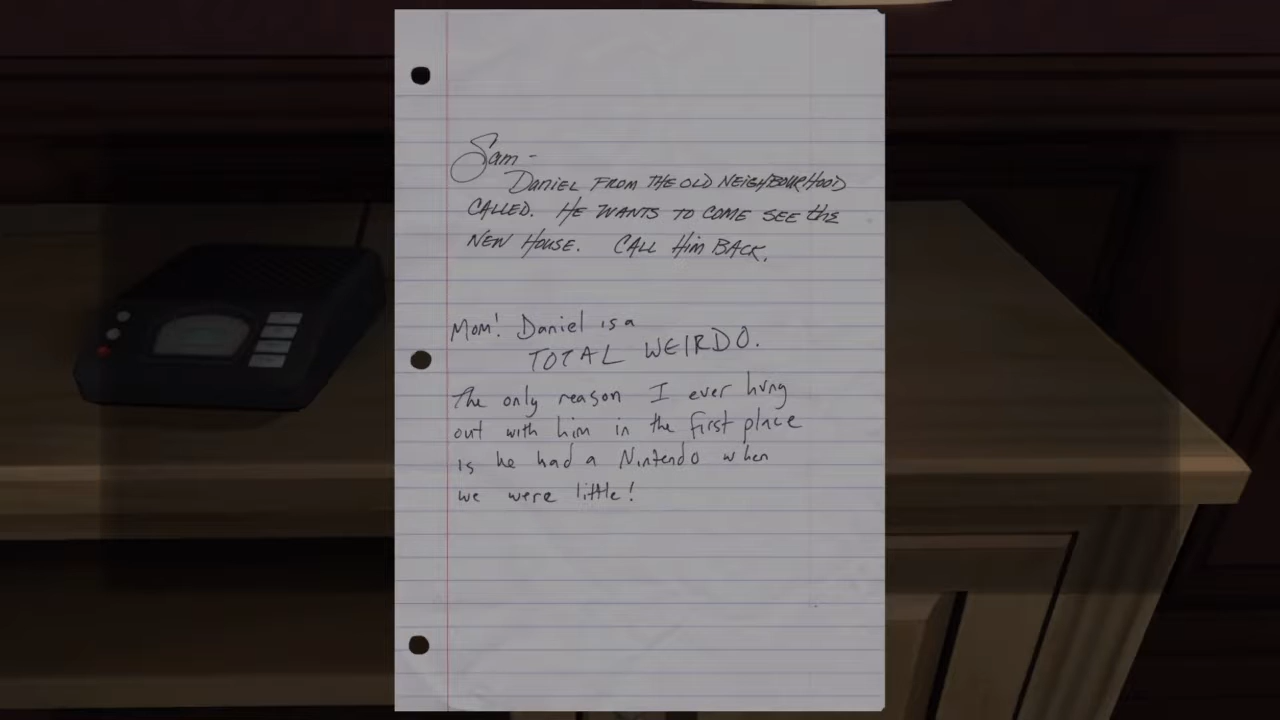 Sam -
DANIEL FROM THE OLD NEIGHBOURHOOD
CALLED. HE WANTS TO COME SEE the
NEW HOUSE. CALL HiM BACK.
Mom! Daniel is a
TOTAL WEIRDO.
The only reason I ever hung
out with him in the first place
is he had a Nintendo when
we were little!